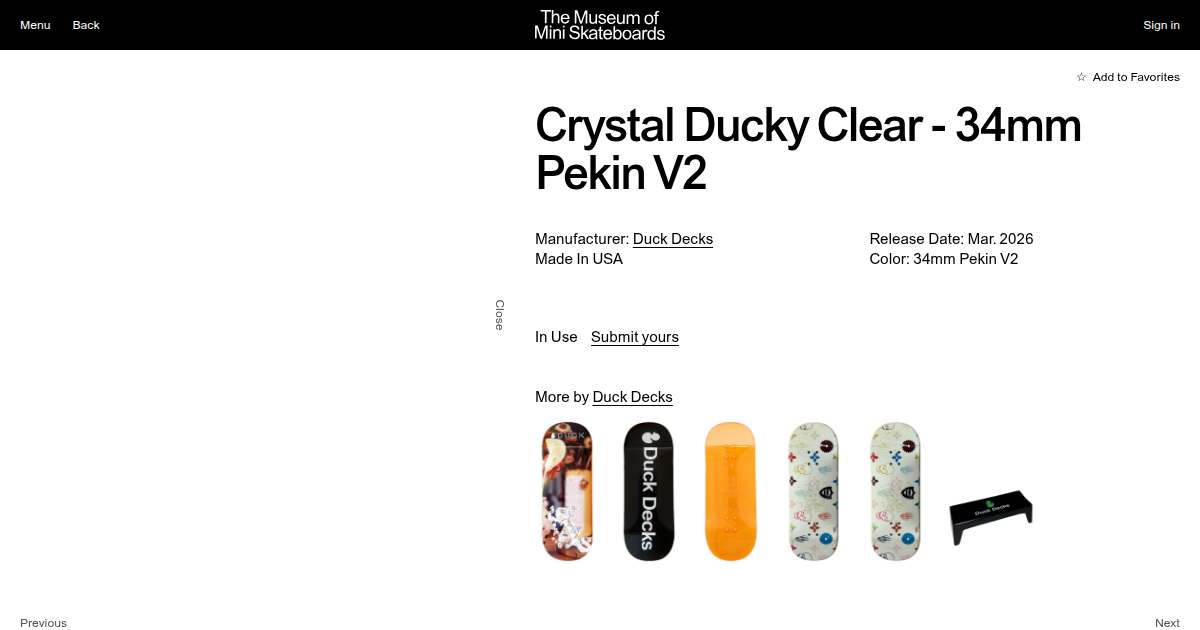 Menu
Back
The Museum of
Mini Skateboards
Sign in
☆ Add to Favorites
Crystal Ducky Clear - 34mm
Pekin V2
Manufacturer: Duck Decks
Made In USA
Release Date: Mar. 2026
Color: 34mm Pekin V2
Close
In Use Submit yours
More by Duck Decks
DUCK
Duck Decks
Duck Decks
Previous
Next